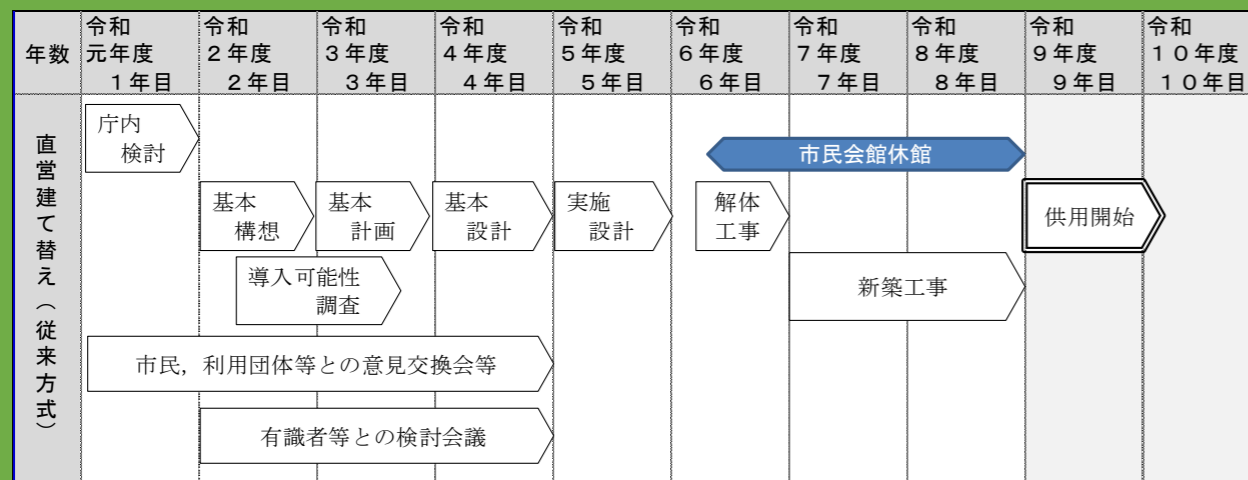 年数
令和
元年度
1年目
令和
2年度
2年目
令和
3年度
3年目
令和
4年度
4年目
令和
5年度
5年目
令和
6年度
6年目
令和
7年度
7年目
令和
8年度
8年目
令和
9年度
9年目
令和
10年度
10年目
直営建て替え（従来方式）
庁内
検討
市民会館休館
基本
構想
基本
計画
基本
設計
実施
設計
解体
工事
供用開始
導入可能性
調査
新築工事
市民，利用団体等との意見交換会等
有識者等との検討会議